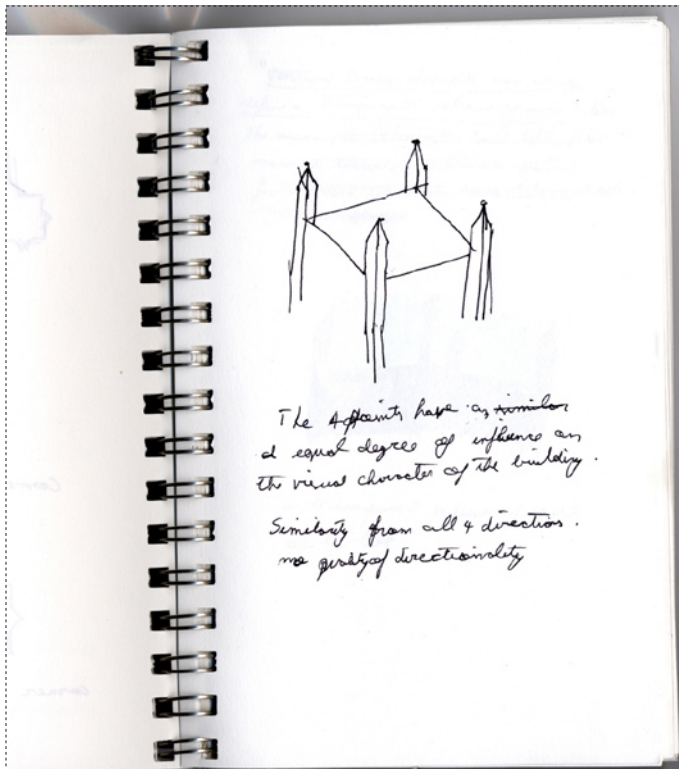 The 4 points have a similar
d equal degree of influence on
the visual character of the building.
Similarity from all 4 directions.
no quality of directionality
corner